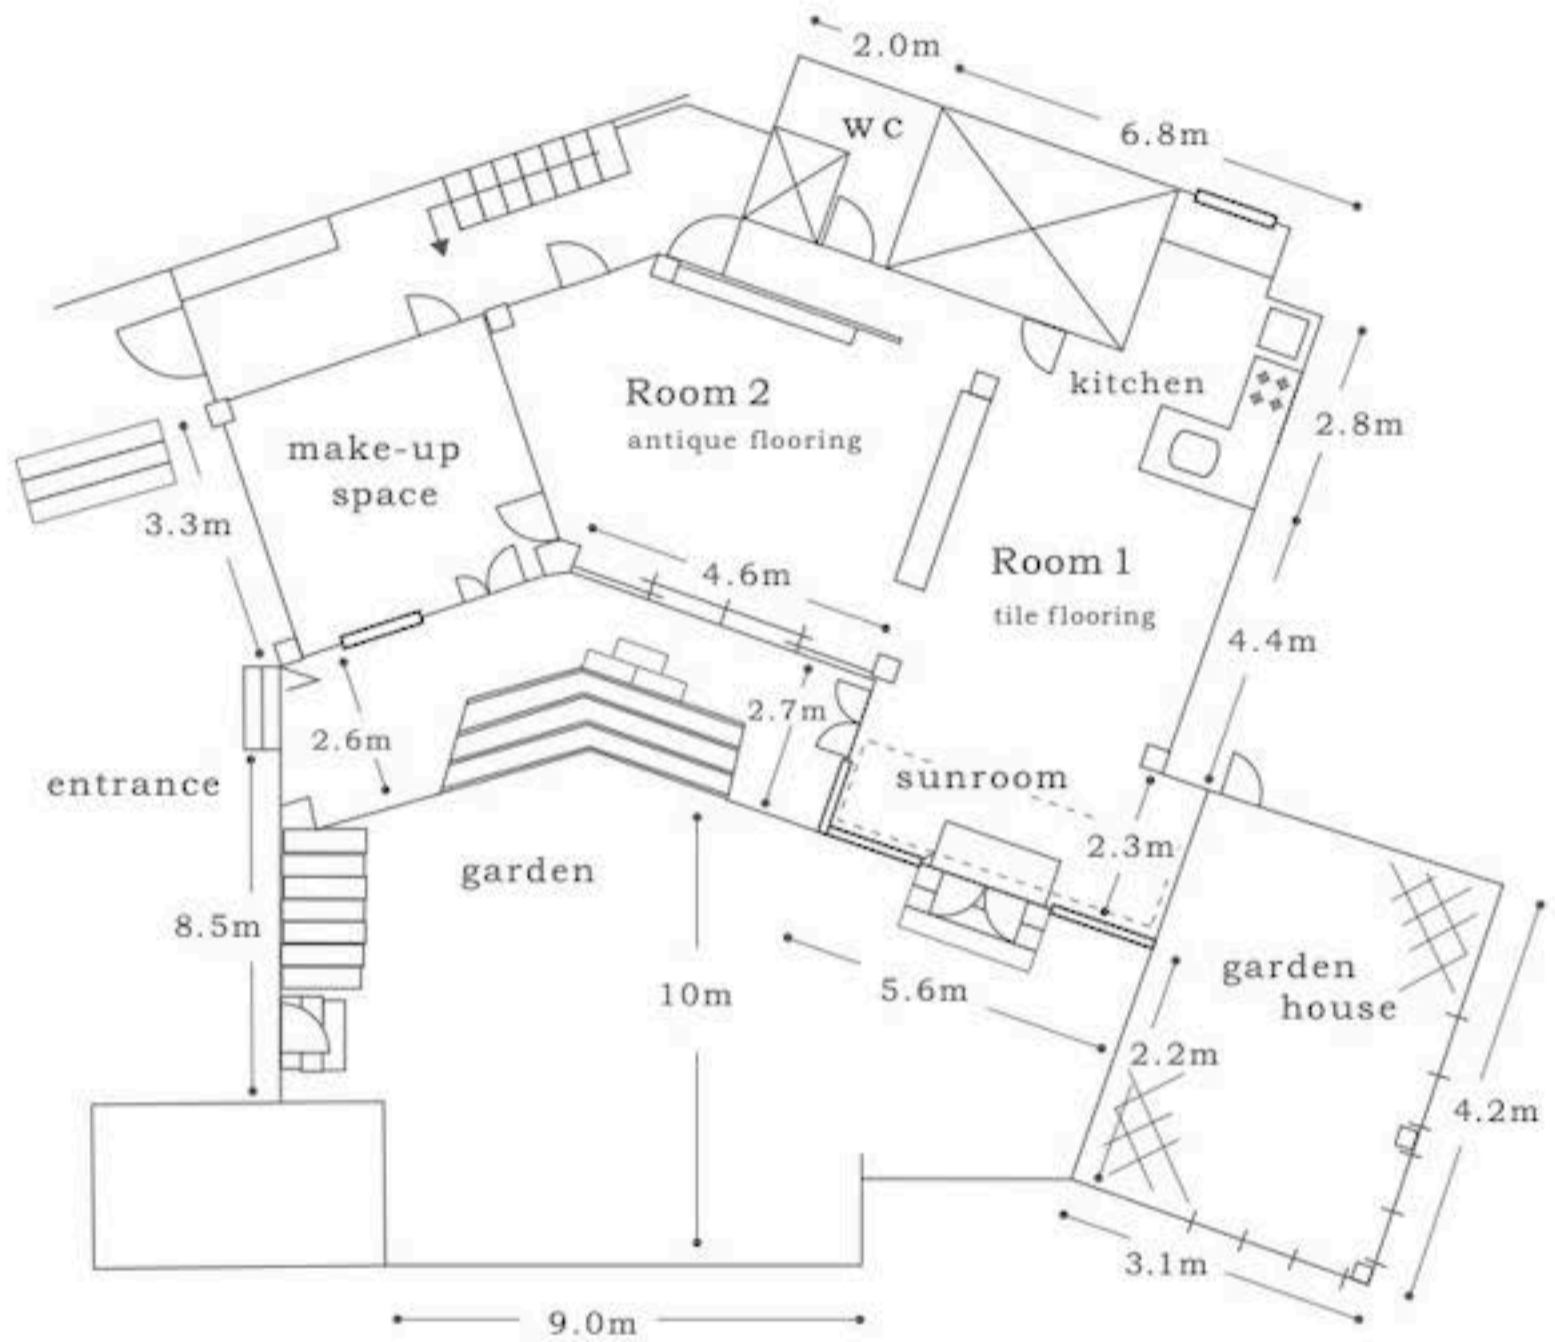 2.0m
wc
6.8m
Room 2
antique flooring
kitchen
2.8m
make-up
space
3.3m
4.6m
Room 1
tile flooring
4.4m
2.7m
2.6m
entrance
sunroom
2.3m
garden
8.5m
10m
5.6m
garden
house
2.2m
4.2m
3.1m
9.0m